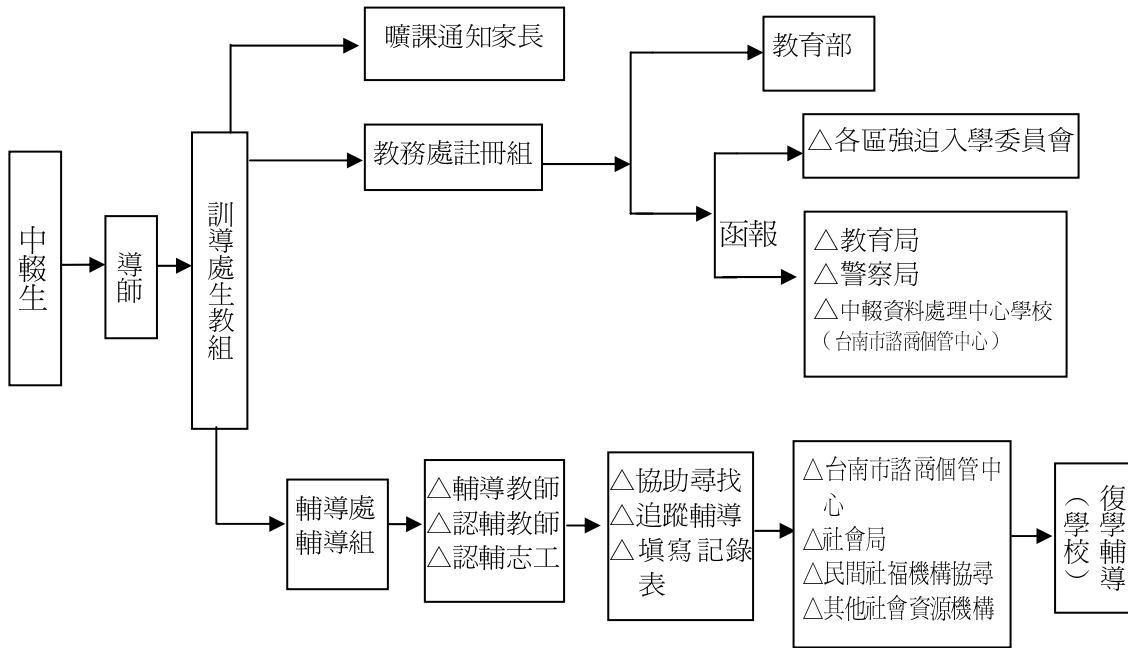 中輟生
導師
訓導處生教組
曠課通知家長
教務處註冊組
教育部
函報
△各區強迫入學委員會
△教育局
△警察局
△中輟資料處理中心學校
(台南市諮商個管中心)
輔導處
輔導組
△輔導教師
△認輔教師
△認輔志工
△協助尋找
△追蹤輔導
△填寫記錄
表
△台南市諮商個管中
心
△社會局
△民間社福機構協尋
△其他社會資源機構
復學輔導
(學校)